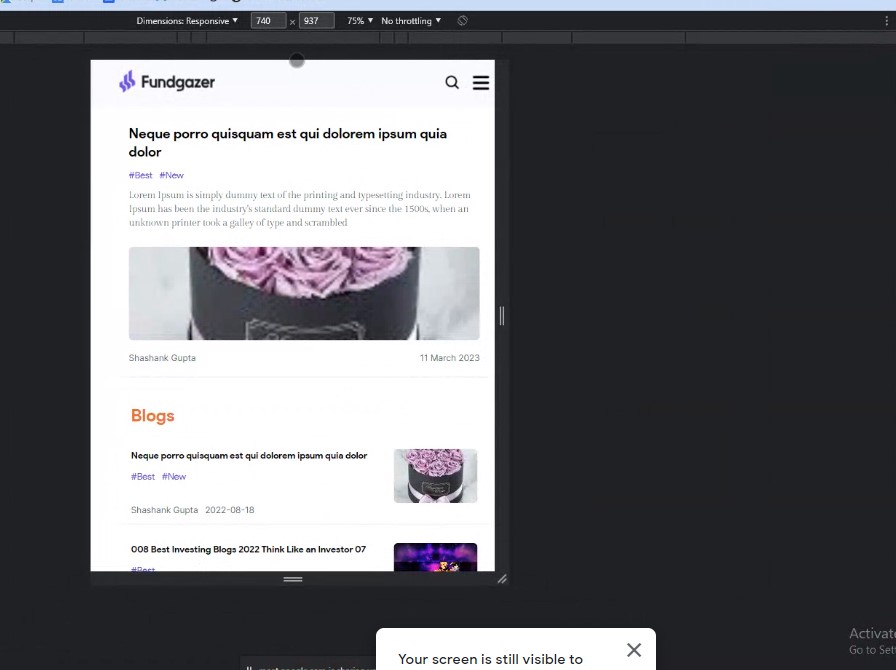 Dimensions: Responsive ▼ 740 × 937 75% ▼ No throttling ▼
Fundgazer
Neque porro quisquam est qui dolorem ipsum quia
dolor
#Best #New
Lorem Ipsum is simply dummy text of the printing and typesetting industry. Lorem
Ipsum has been the industry's standard dummy text ever since the 1500s, when an
unknown printer took a galley of type and scrambled
Shashank Gupta 11 March 2023
Blogs
Neque porro quisquam est qui dolorem ipsum quia dolor
#Best #New
Shashank Gupta 2022-08-18
008 Best Investing Blogs 2022 Think Like an Investor 07
#Best
Your screen is still visible to
Activate
Go to Set